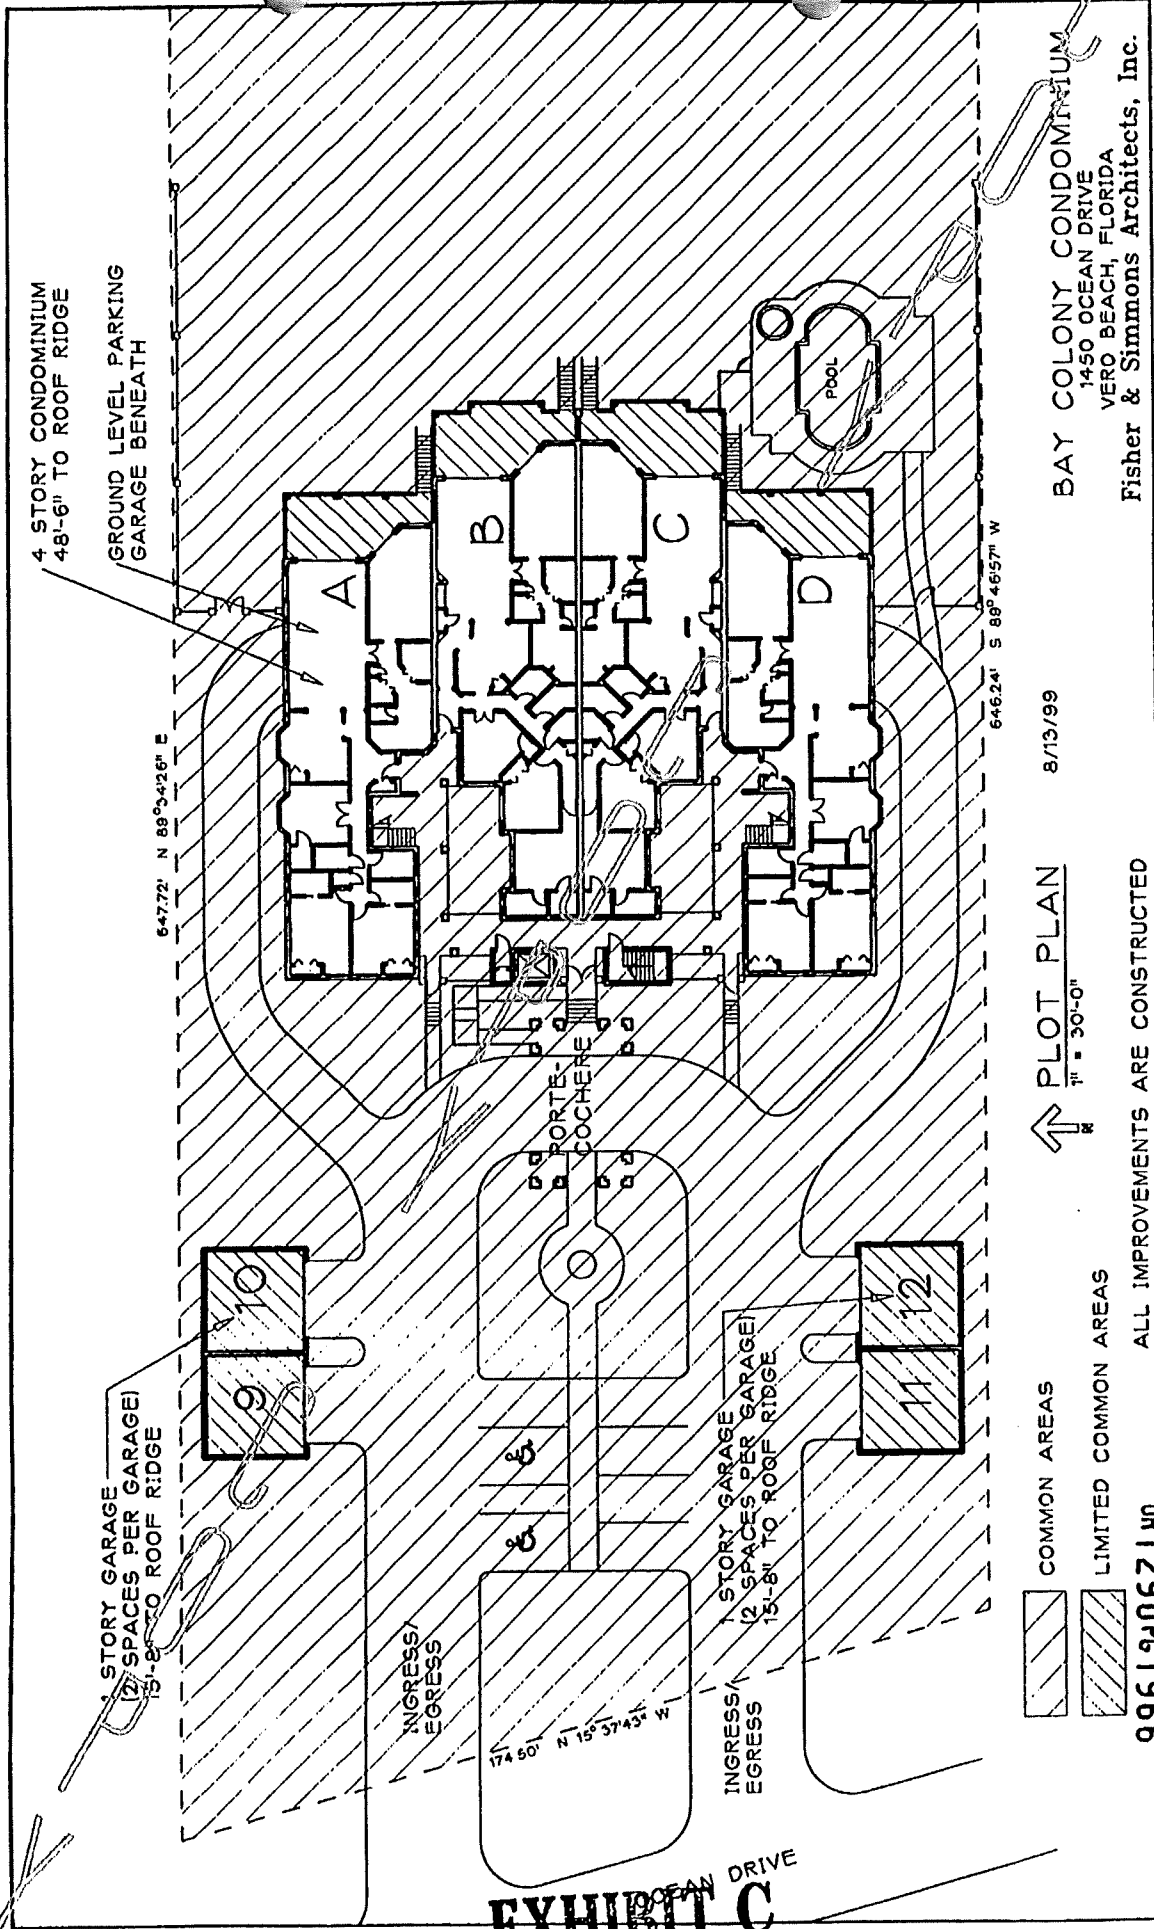 4 STORY CONDOMINIUM
48'-6" TO ROOF RIDGE
GROUND LEVEL PARKING
GARAGE BENEATH
647.72' N 89°34'26" E
A
B
C
D
POOL
646.24' S 89°46'57" W
PORTE-
COCHERE
1 STORY GARAGE
(2 SPACES PER GARAGE)
15'-8" TO ROOF RIDGE
9
10
1 STORY GARAGE
(2 SPACES PER GARAGE)
15'-8" TO ROOF RIDGE
11
12
INGRESS/
EGRESS
INGRESS/
EGRESS
174.50' N 15° 37'43" W
OCEAN DRIVE
EXHIBIT C
COMMON AREAS
LIMITED COMMON AREAS
PLOT PLAN
1" = 30'-0"
8/13/99
ALL IMPROVEMENTS ARE CONSTRUCTED
BAY COLONY CONDOMINIUM
1450 OCEAN DRIVE
VERO BEACH, FLORIDA
Fisher & Simmons Architects, Inc.